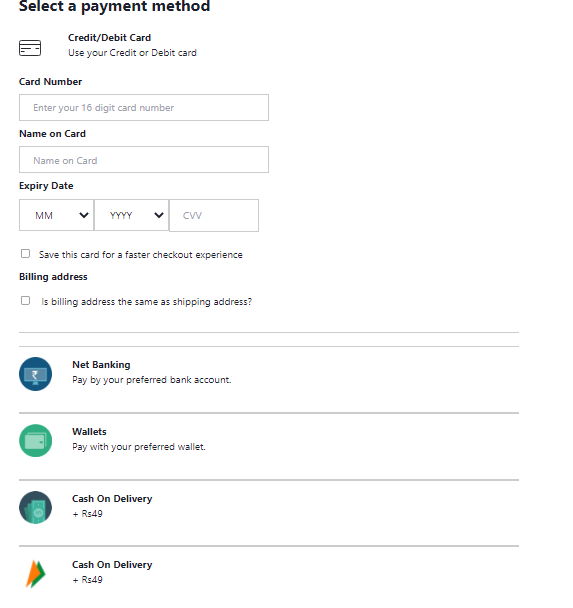 Select a payment method
Credit/Debit Card
Use your Credit or Debit card
Card Number
Enter your 16 digit card number
Name on Card
Name on Card
Expiry Date
MM YYYY CVV
Save this card for a faster checkout experience
Billing address
Is billing address the same as shipping address?
Net Banking
Pay by your preferred bank account.
Wallets
Pay with your preferred wallet.
Cash On Delivery
+ Rs49
Cash On Delivery
+ Rs49